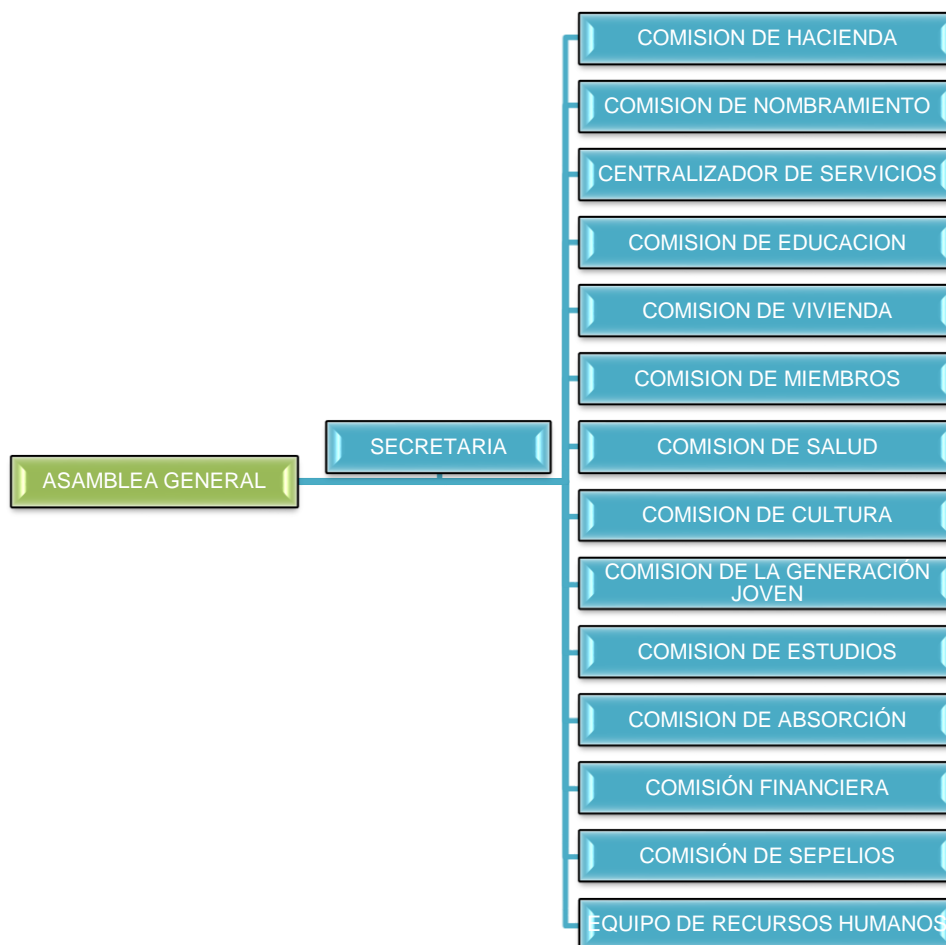 COMISION DE HACIENDA
COMISION DE NOMBRAMIENTO
CENTRALIZADOR DE SERVICIOS
COMISION DE EDUCACION
COMISION DE VIVIENDA
COMISION DE MIEMBROS
SECRETARIA
COMISION DE SALUD
ASAMBLEA GENERAL
COMISION DE CULTURA
COMISION DE LA GENERACIÓN
JOVEN
COMISION DE ESTUDIOS
COMISION DE ABSORCIÓN
COMISIÓN FINANCIERA
COMISIÓN DE SEPELIOS
EQUIPO DE RECURSOS HUMANOS